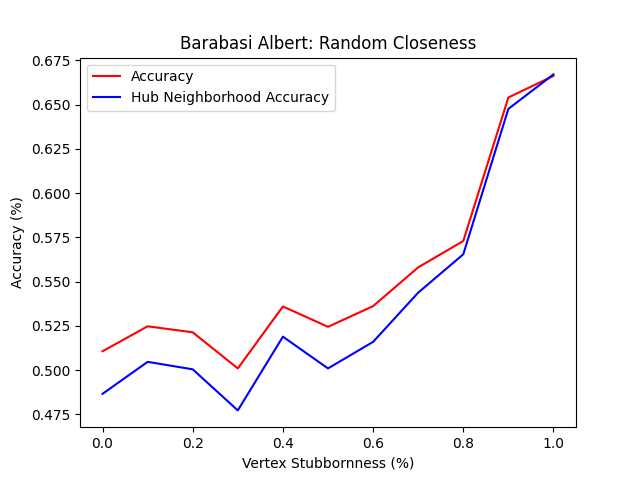 Barabasi Albert: Random Closeness
Accuracy
Hub Neighborhood Accuracy
Accuracy (%)
0.675
0.650
0.625
0.600
0.575
0.550
0.525
0.500
0.475
0.0 0.2 0.4 0.6 0.8 1.0
Vertex Stubbornness (%)